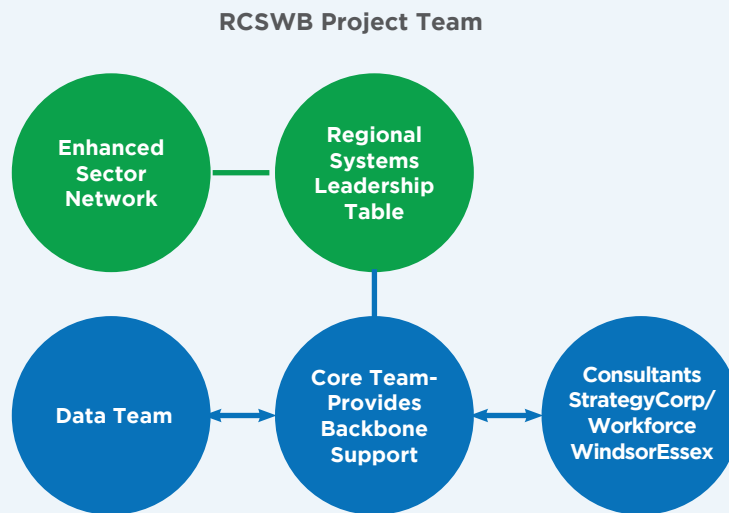 RCSWB Project Team
Enhanced
Sector
Network
Regional
Systems
Leadership
Table
Data Team
Core Team-
Provides
Backbone
Support
Consultants
StrategyCorp/
Workforce
WindsorEssex